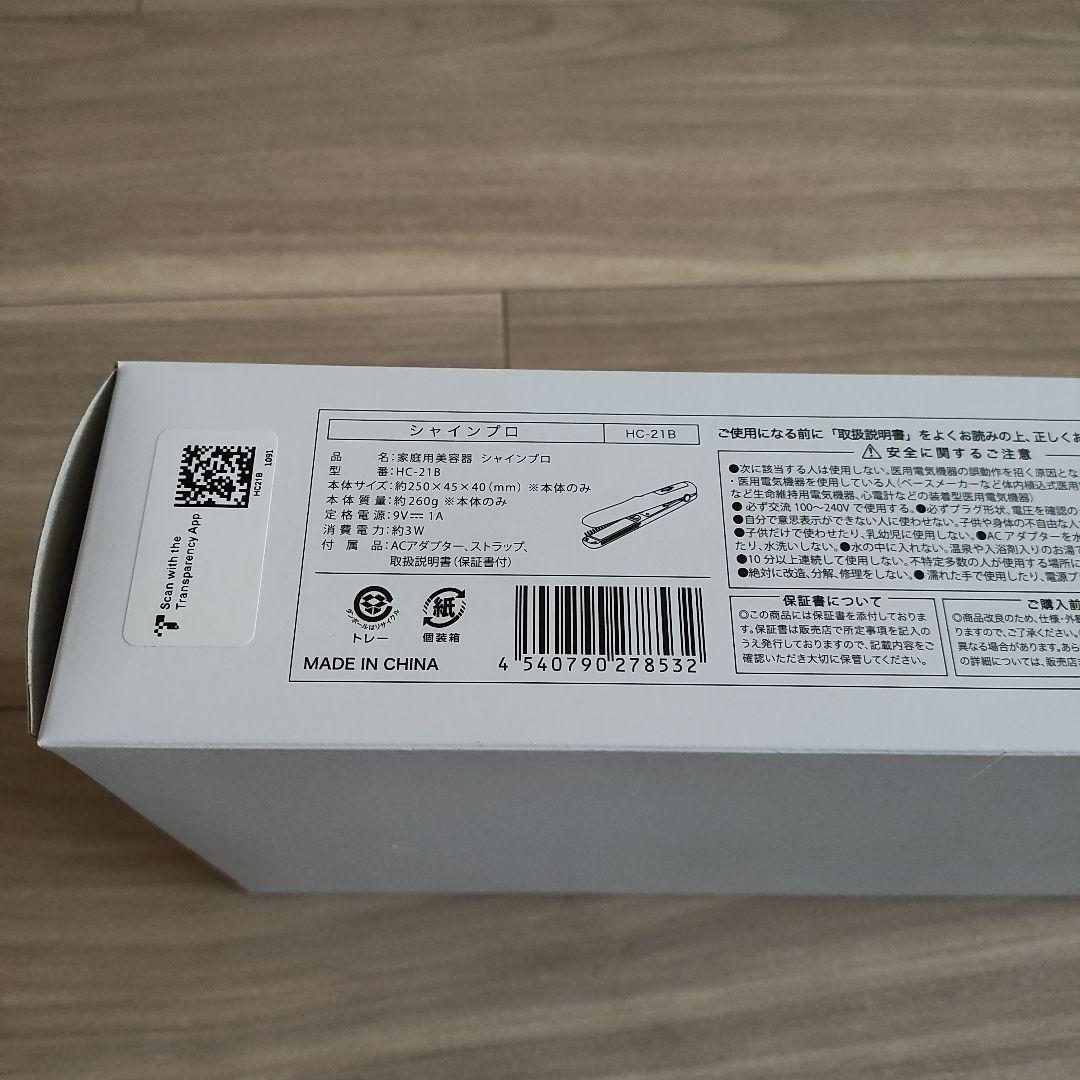 Scan with the
Transparency App
HC21B 1091
シャインプロ
HC-21B
品 名:家庭用美容器 シャインプロ
型 番:HC-21B
本体サイズ:約250×45×40(mm) ※本体のみ
本体質量:約260g ※本体のみ
定格電源:9V⎓1A
消費電力:約3W
付属品:ACアダプター、ストラップ、
取扱説明書(保証書付)
ダンボールはリサイクル
トレー
紙
個装箱
MADE IN CHINA
4 540790 278532
ご使用になる前に「取扱説明書」をよくお読みの上、正しくお
⚠安全に関するご注意
●次に該当する人は使用しない。医用電気機器の誤動作を招く原因とな
・医用電気機器を使用している人(ペースメーカーなど体内植込式医用電
など生命維持用電気機器、心電計などの装着型医用電気機器)
●必ず交流100〜240Vで使用する。●必ずプラグ形状、電圧を確認の
●自分で意思表示ができない人に使わせない。子供や身体の不自由な人
●子供だけで使わせたり、乳幼児に使用しない。●ACアダプターを水
たり、水洗いしない。●水の中に入れない。温泉や入浴剤入りのお湯で
●10分以上連続して使用しない。不特定多数の人が使用する場所に
●絶対に改造、分解、修理をしない。●濡れた手で使用したり、電源プ
保証書について
◎この商品には保証書を添付しておりま
す。保証書は販売店で所定事項を記入の
うえ発行しておりますので、記載内容をご
確認いただき大切に保管してください。
ご購入前
◎商品改良のため、仕様・外観
りますので、ご了承ください。
異なる場合があります。あら
の詳細については、販売店